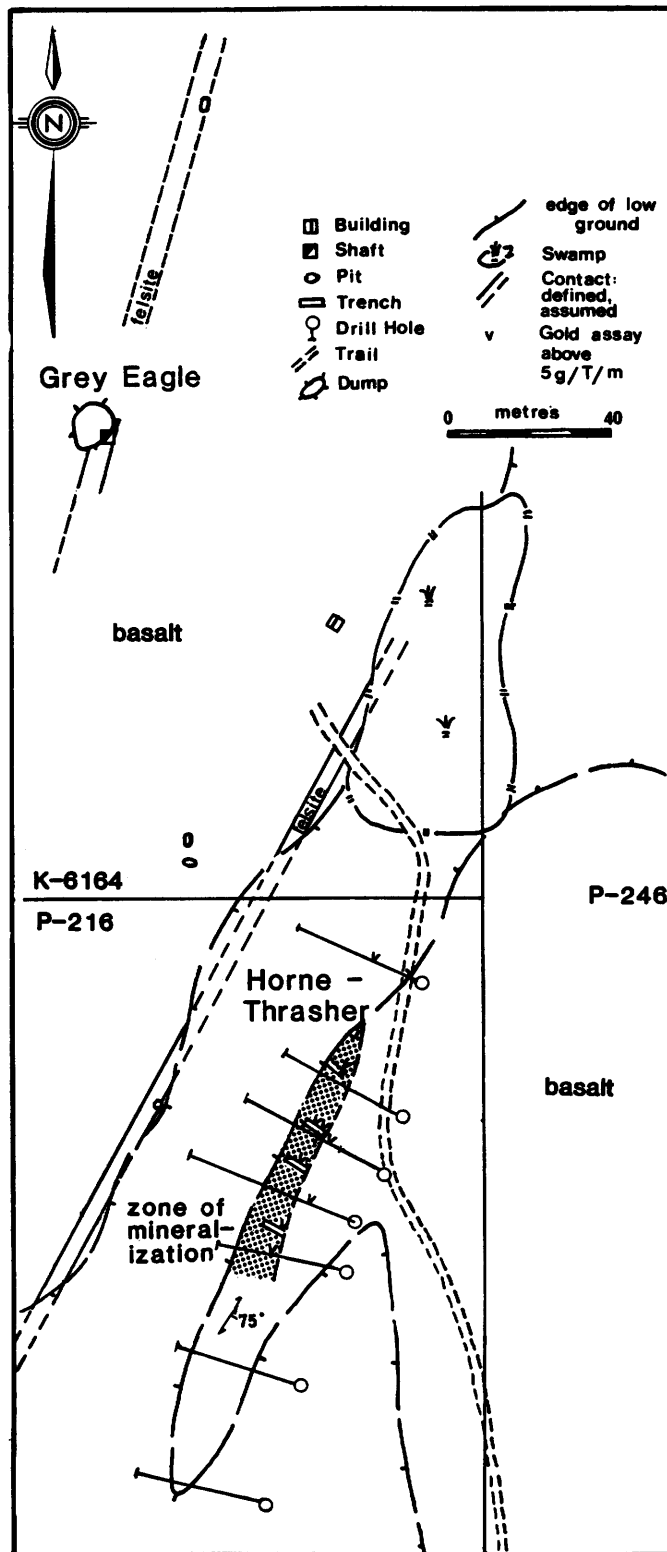 N
felsite
Building
Shaft
Pit
Trench
Drill Hole
Trail
Dump
edge of low
ground
Swamp
Contact:
defined,
assumed
v Gold assay
above
5g/T/m
0 metres 40
Grey Eagle
basalt
felsite
K-6164
P-216
P-246
Horne -
Thrasher
basalt
zone of
mineral-
ization
75°